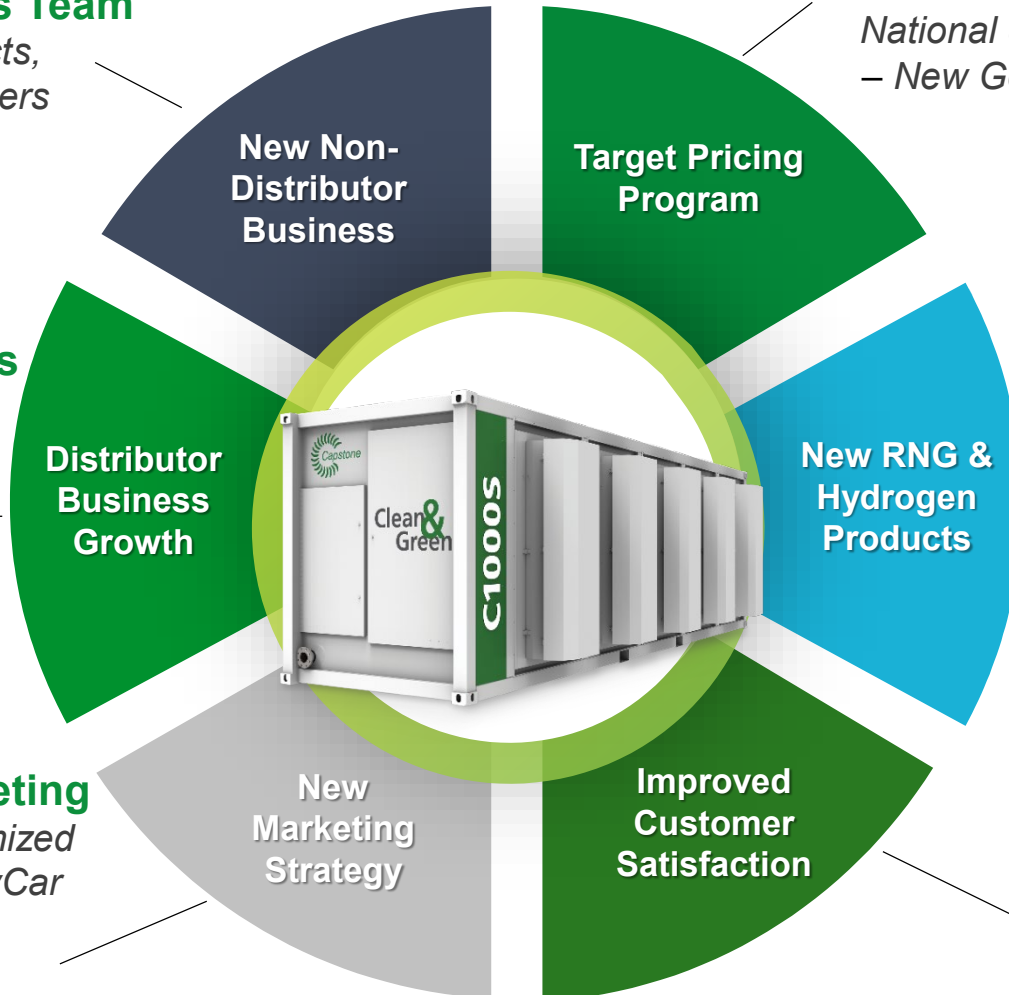 Team
National
– New
New Non-
Distributor
Business
Target Pricing
Program
Distributor
Business
Growth
New RNG &
Hydrogen
Products
Capstone
Clean&
Green
C1000S
New
Marketing
Strategy
Improved
Customer
Satisfaction